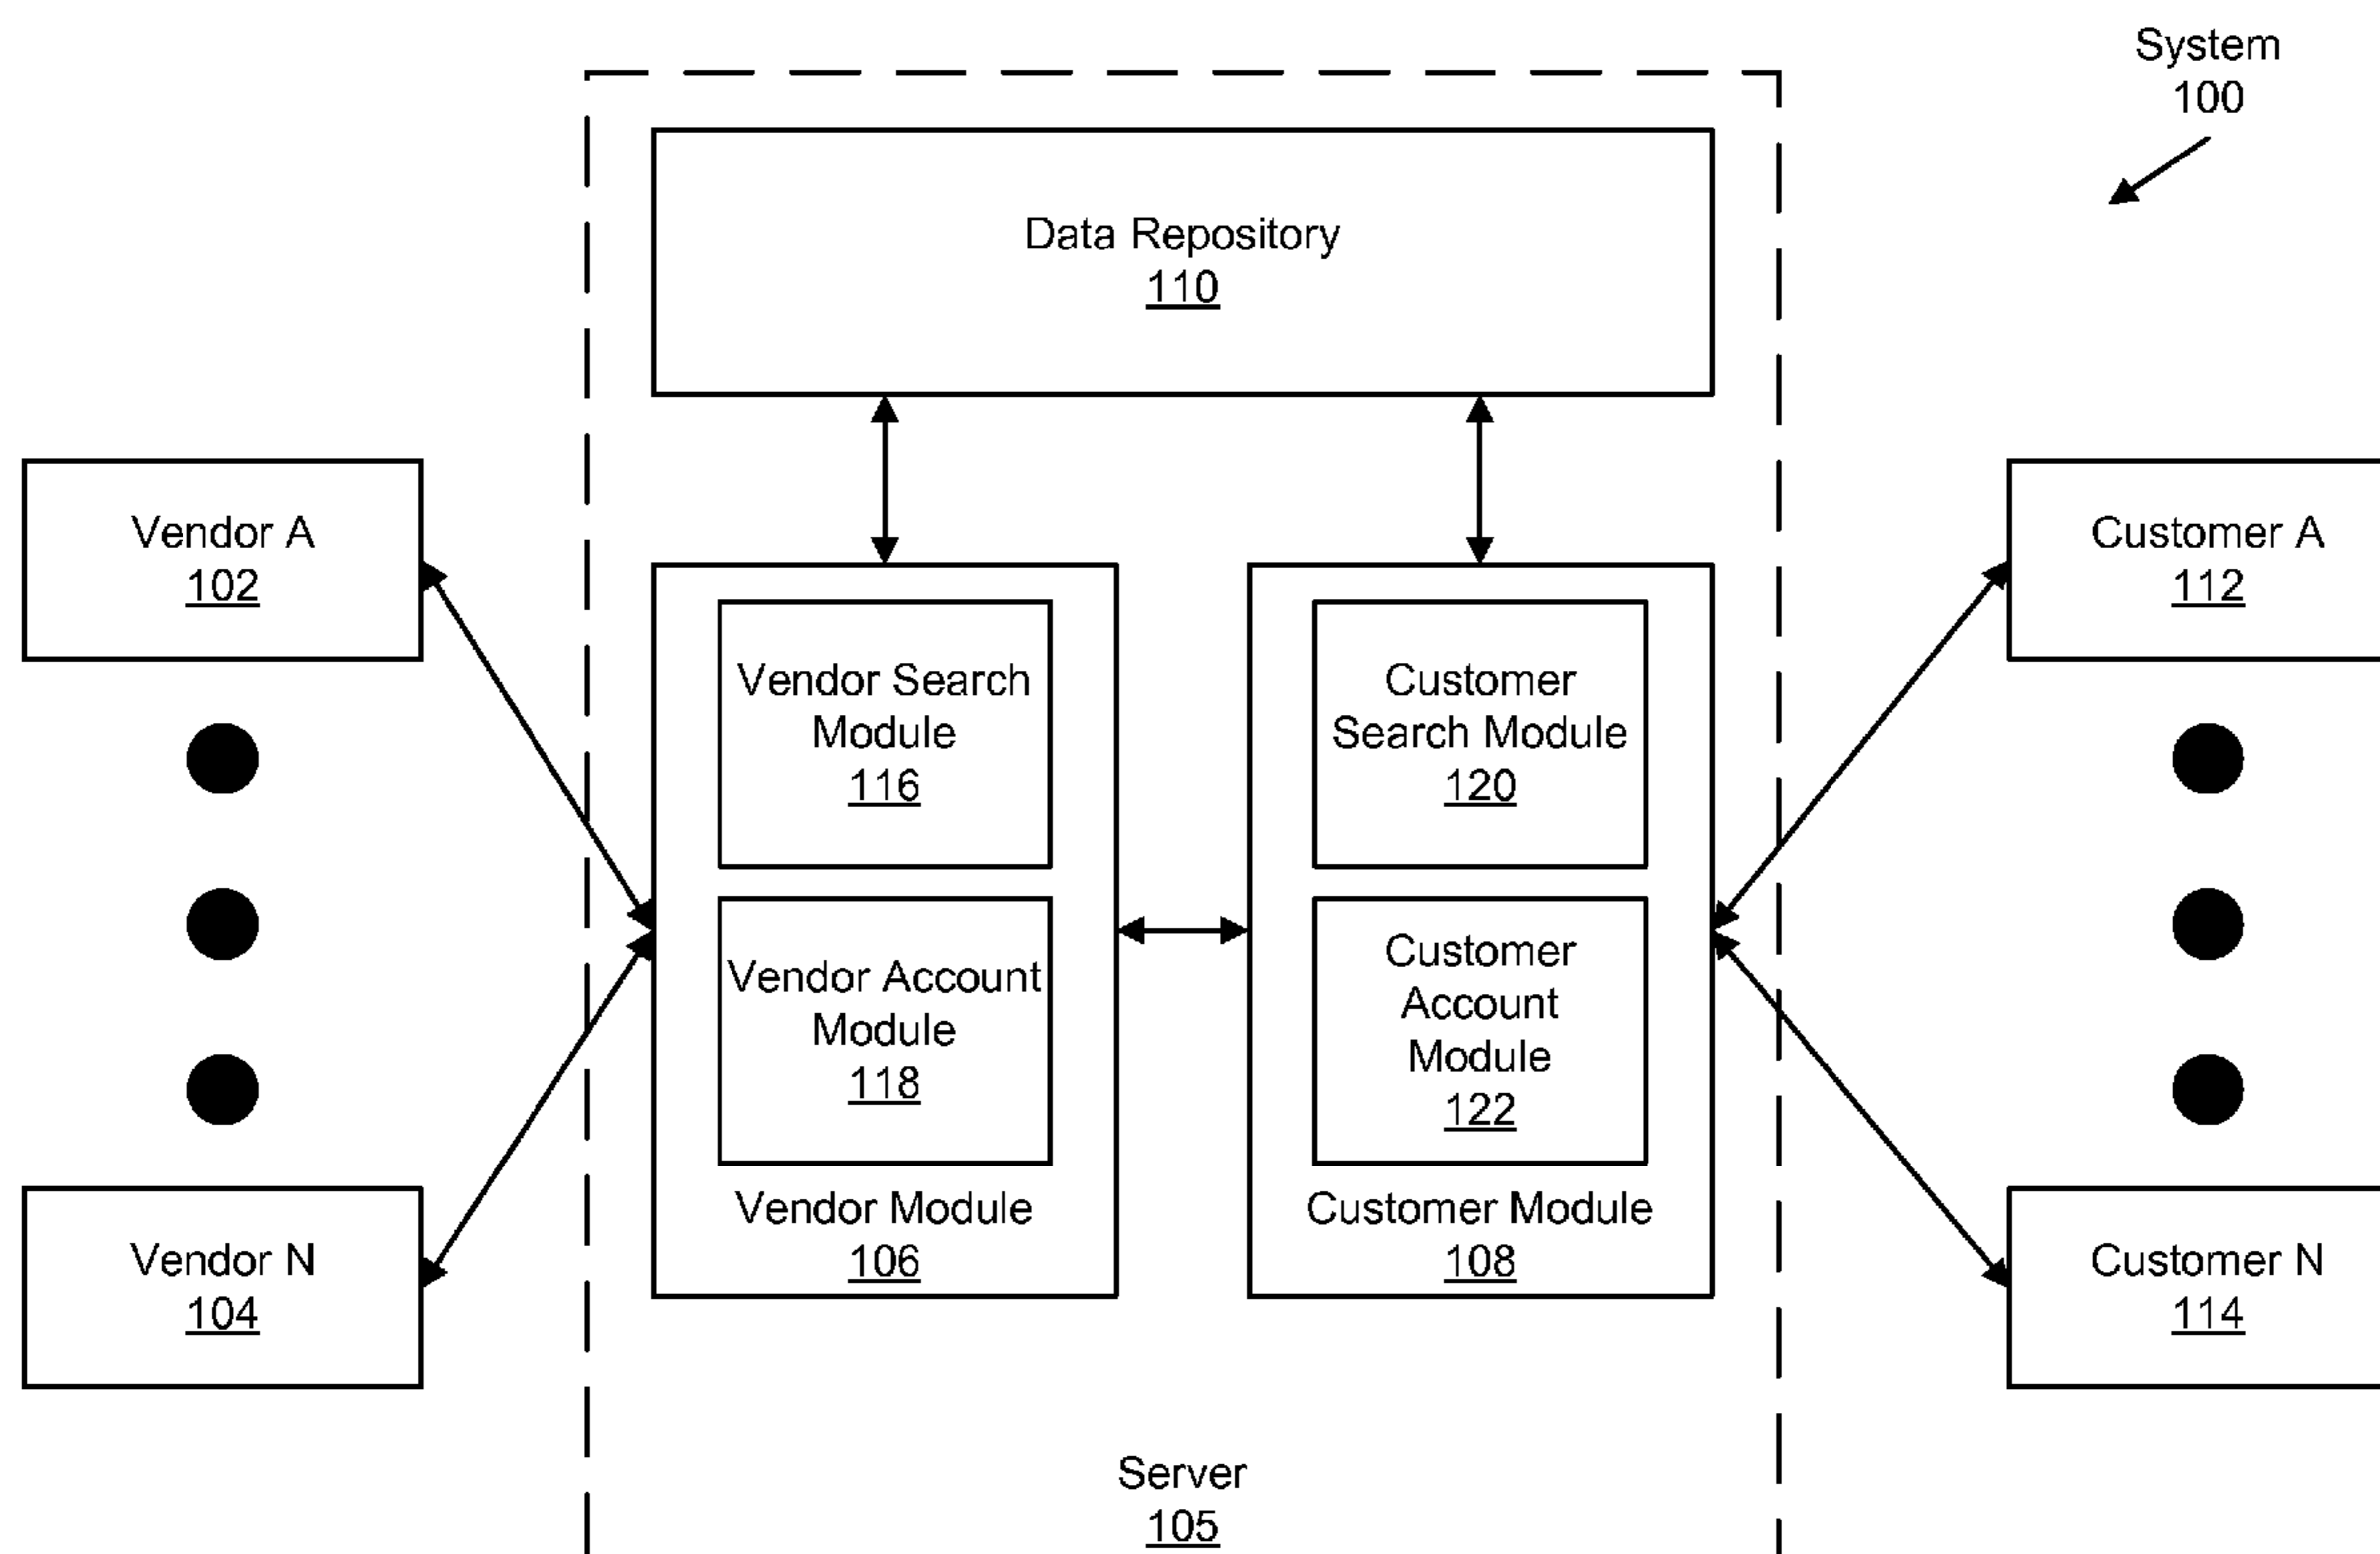 System
100
Data Repository
110
Vendor A
102
Customer A
112
Vendor Search
Module
116
Customer
Search Module
120
Vendor Account
Module
118
Customer
Account
Module
122
Vendor Module
106
Customer Module
108
Vendor N
104
Customer N
114
Server
105